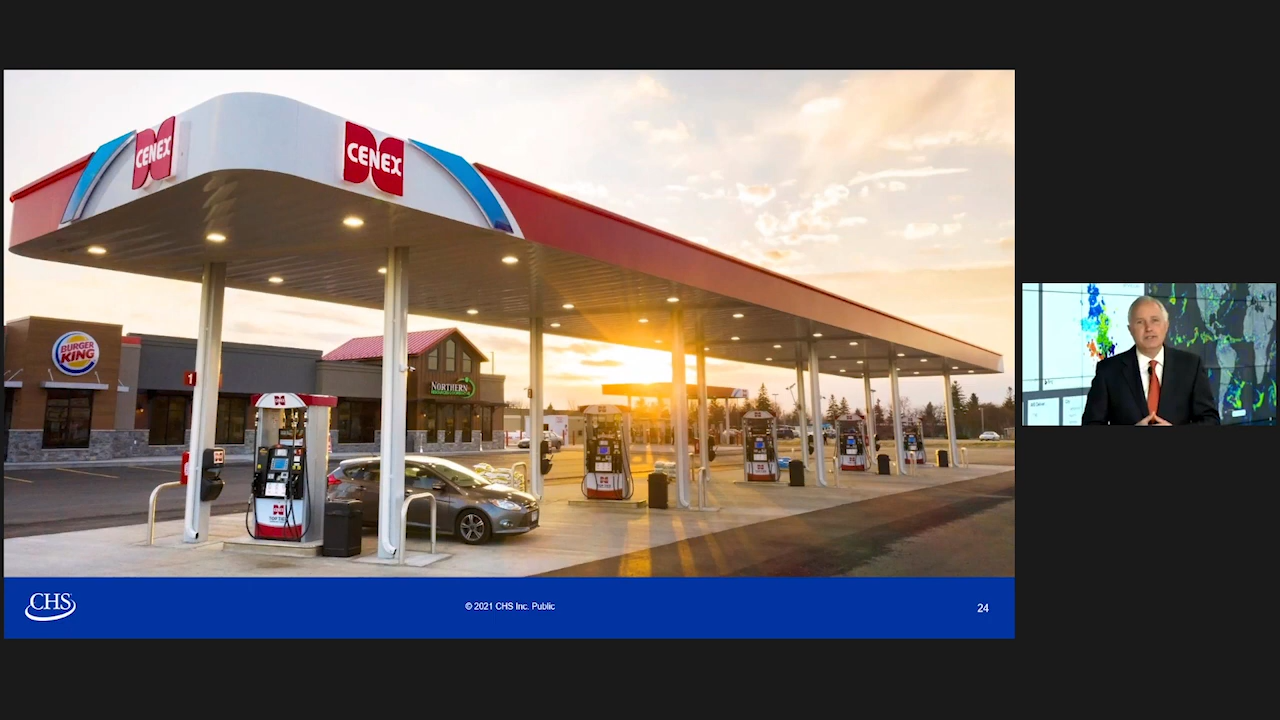 CENEX
CENEX
BURGER
KING
1
NORTHERN
CHS
© 2021 CHS Inc. Public
24